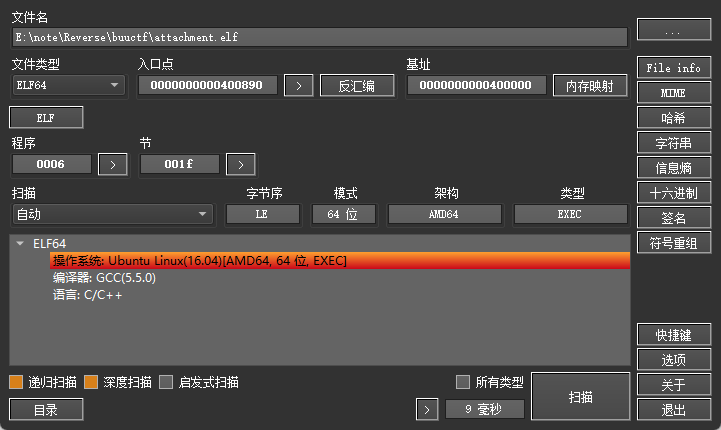 文件名
E:\note\Reverse\buuctf\attachment.elf
...
文件类型 入口点 基址
ELF64 0000000000400890 > 反汇编 0000000000400000 内存映射
File info
MIME
ELF
哈希
程序 节
字符串
0006 > 001f >
信息熵
扫描 字节序 模式 架构 类型
十六进制
自动 LE 64 位 AMD64 EXEC
签名
符号重组
ELF64
操作系统: Ubuntu Linux(16.04)[AMD64, 64 位, EXEC]
编译器: GCC(5.5.0)
语言: C/C++
快捷键
选项
递归扫描 深度扫描 启发式扫描 所有类型 扫描
关于
目录 > 9 毫秒
退出